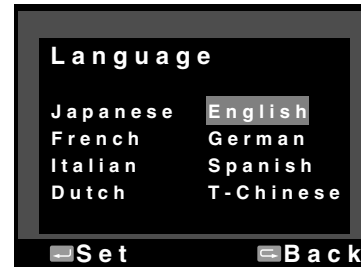 Language
Japanese English
French German
Italian Spanish
Dutch T-Chinese
Set Back